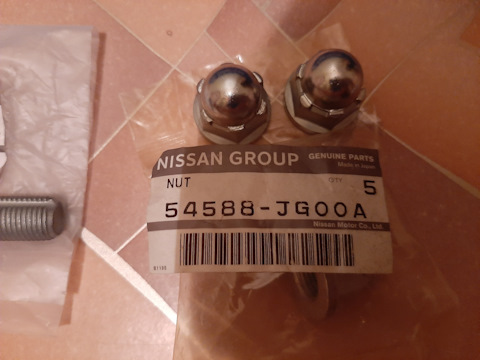 NISSAN GROUP GENUINE PARTS
Made in Japan
NUT QTY 5
54588-JG00A
Nissan Motor Co., Ltd.